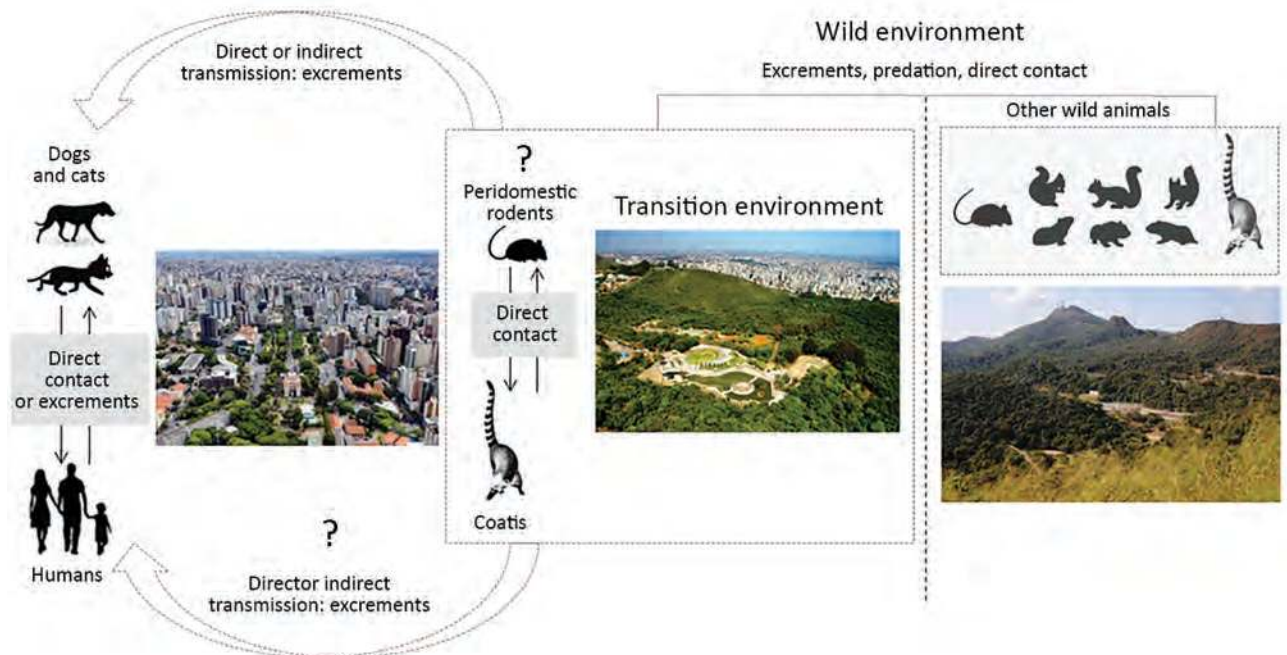 Direct or indirect
transmission: excrements
Wild environment
Excrements, predation, direct contact
Other wild animals
Dogs
and cats
?
Peridomestic
rodents
Transition environment
Direct
contact
Direct
contact
or excrements
Coatis
?
Humans
Director indirect
transmission: excrements